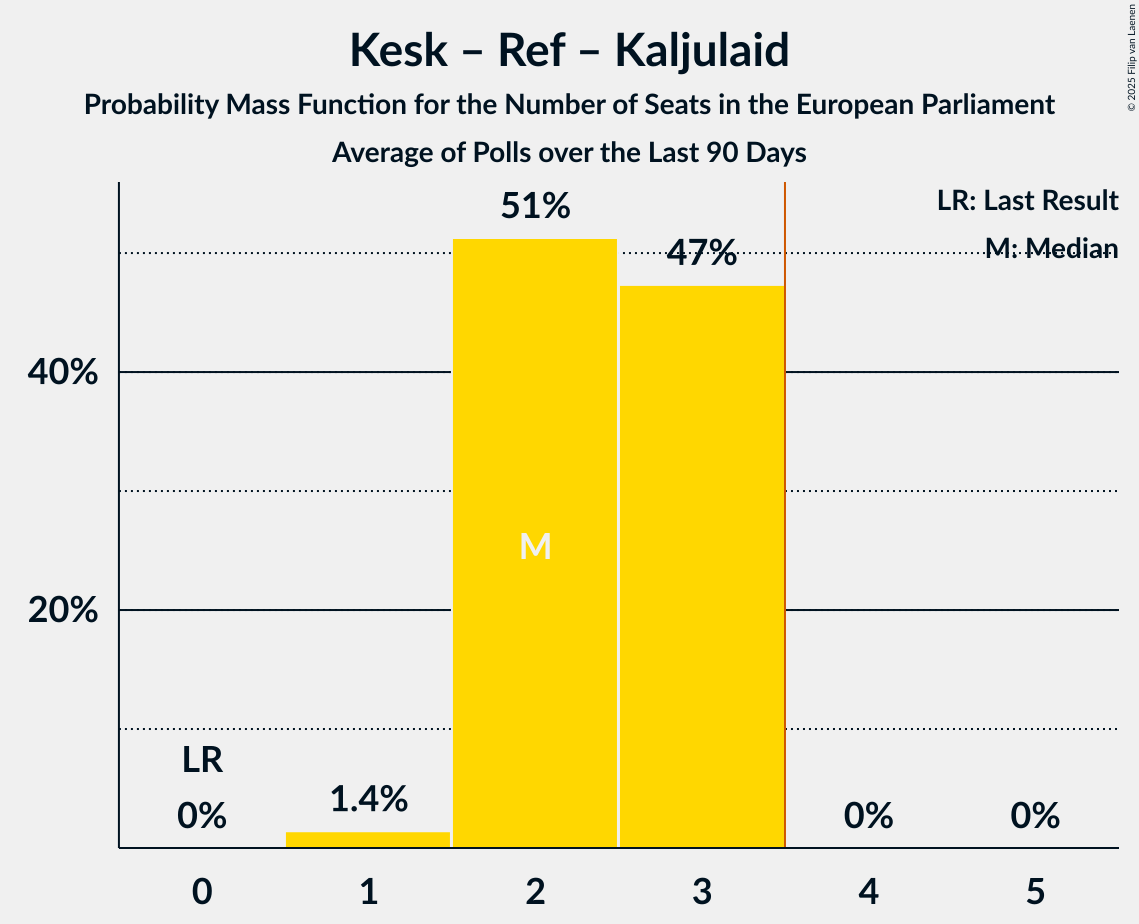 Kesk – Ref – Kaljulaid
Probability Mass Function for the Number of Seats in the European Parliament
Average of Polls over the Last 90 Days
© 2025 Filip van Laenen
LR: Last Result
M: Median
51%
47%
40%
M
20%
LR
0%
1.4%
0%
0%
0 1 2 3 4 5